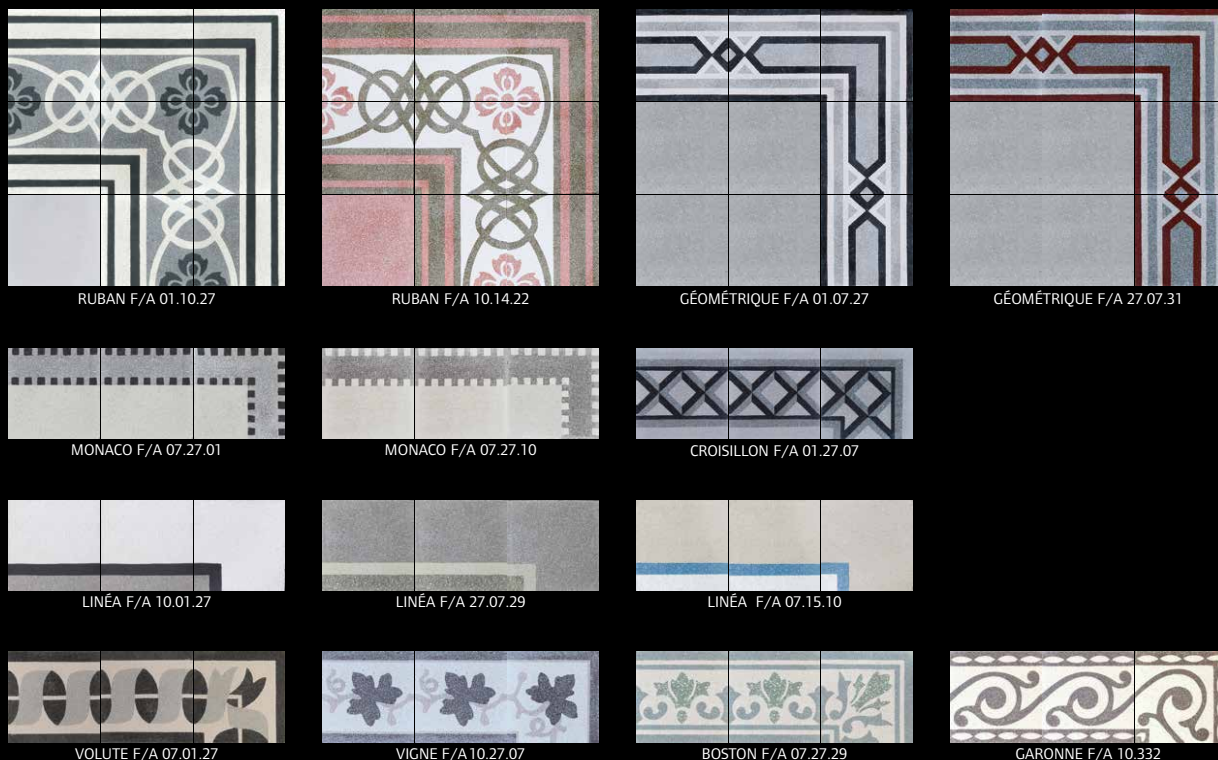 RUBAN F/A 01.10.27
RUBAN F/A 10.14.22
GÉOMÉTRIQUE F/A 01.07.27
GÉOMÉTRIQUE F/A 27.07.31
MONACO F/A 07.27.01
MONACO F/A 07.27.10
CROISILLON F/A 01.27.07
LINÉA F/A 10.01.27
LINÉA F/A 27.07.29
LINÉA F/A 07.15.10
VOLUTE F/A 07.01.27
VIGNE F/A 10.27.07
BOSTON F/A 07.27.29
GARONNE F/A 10.332